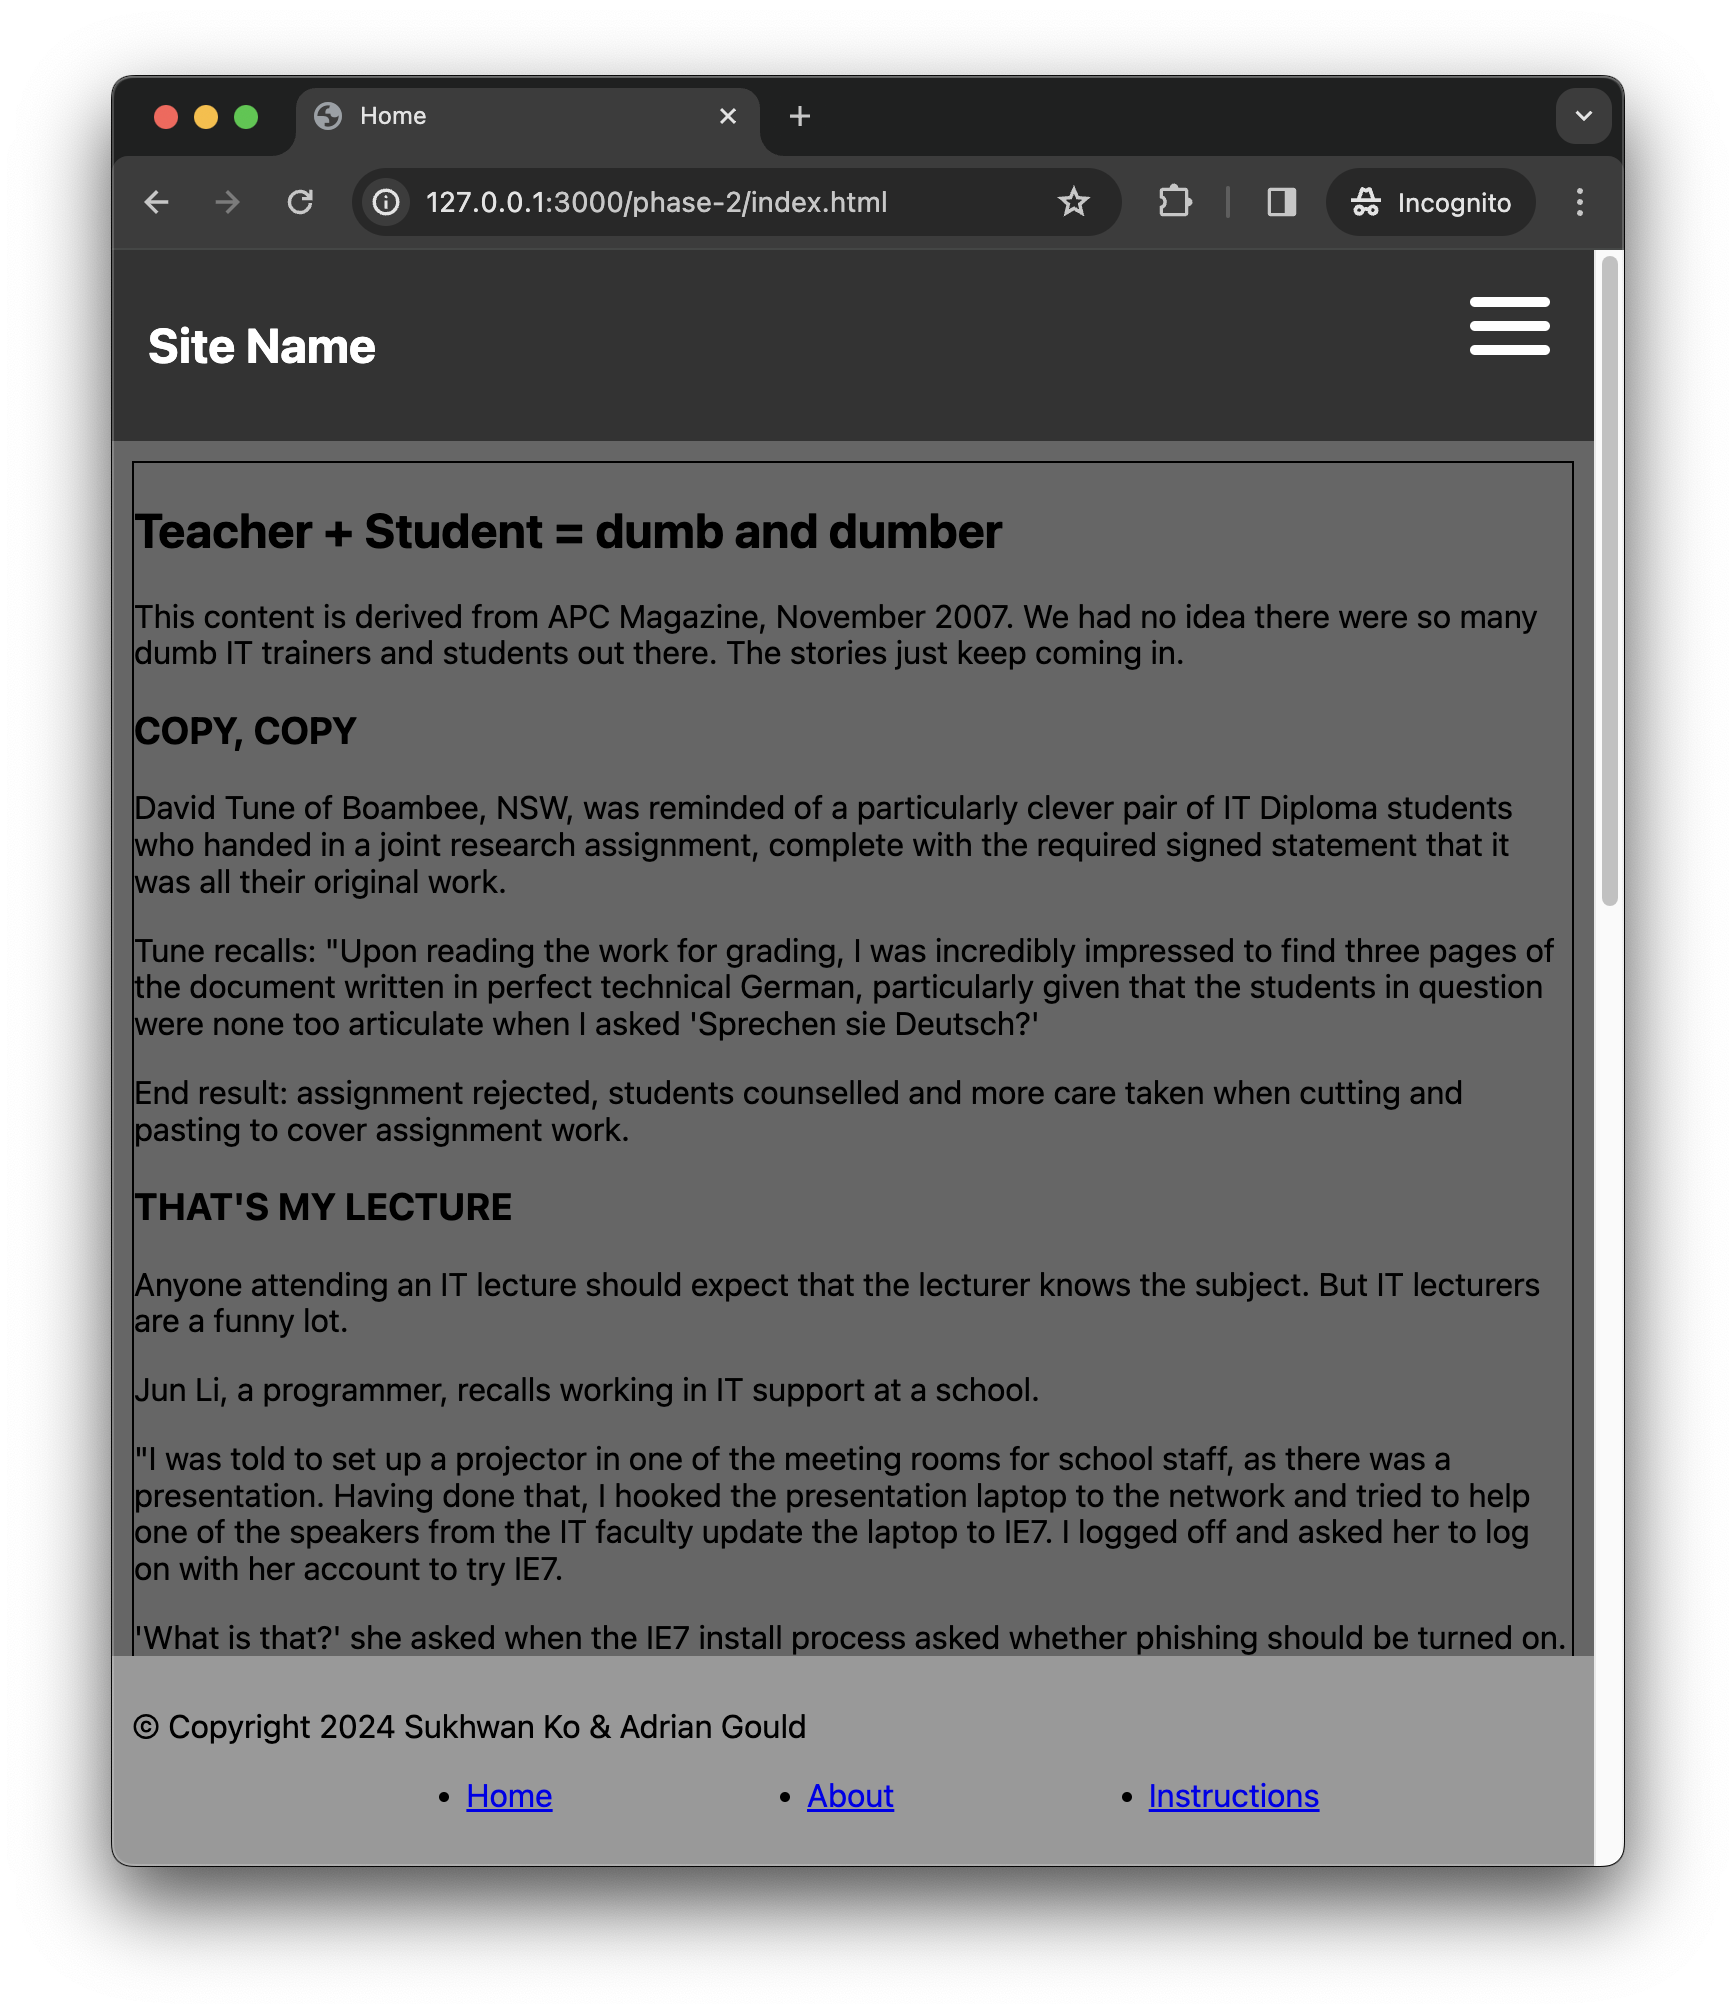 Home
127.0.0.1:3000/phase-2/index.html
Incognito
Site Name
Teacher + Student = dumb and dumber
This content is derived from APC Magazine, November 2007. We had no idea there were so many
dumb IT trainers and students out there. The stories just keep coming in.
COPY, COPY
David Tune of Boambee, NSW, was reminded of a particularly clever pair of IT Diploma students
who handed in a joint research assignment, complete with the required signed statement that it
was all their original work.
Tune recalls: "Upon reading the work for grading, I was incredibly impressed to find three pages of
the document written in perfect technical German, particularly given that the students in question
were none too articulate when I asked 'Sprechen sie Deutsch?'
End result: assignment rejected, students counselled and more care taken when cutting and
pasting to cover assignment work.
THAT'S MY LECTURE
Anyone attending an IT lecture should expect that the lecturer knows the subject. But IT lecturers
are a funny lot.
Jun Li, a programmer, recalls working in IT support at a school.
"I was told to set up a projector in one of the meeting rooms for school staff, as there was a
presentation. Having done that, I hooked the presentation laptop to the network and tried to help
one of the speakers from the IT faculty update the laptop to IE7. I logged off and asked her to log
on with her account to try IE7.
'What is that?' she asked when the IE7 install process asked whether phishing should be turned on.
© Copyright 2024 Sukhwan Ko & Adrian Gould
• Home • About • Instructions